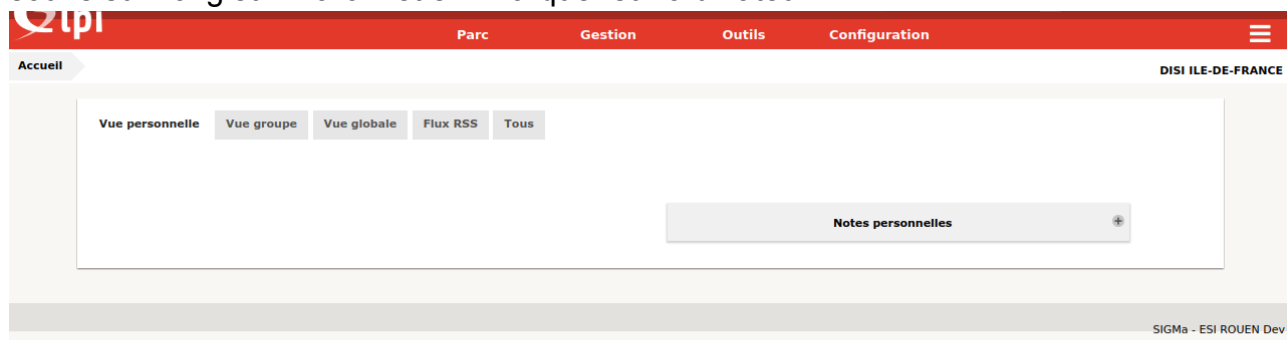 Glpi
Parc Gestion Outils Configuration
Accueil
DISI ILE-DE-FRANCE
Vue personnelle Vue groupe Vue globale Flux RSS Tous
Notes personnelles
SIGMa - ESI ROUEN Dev